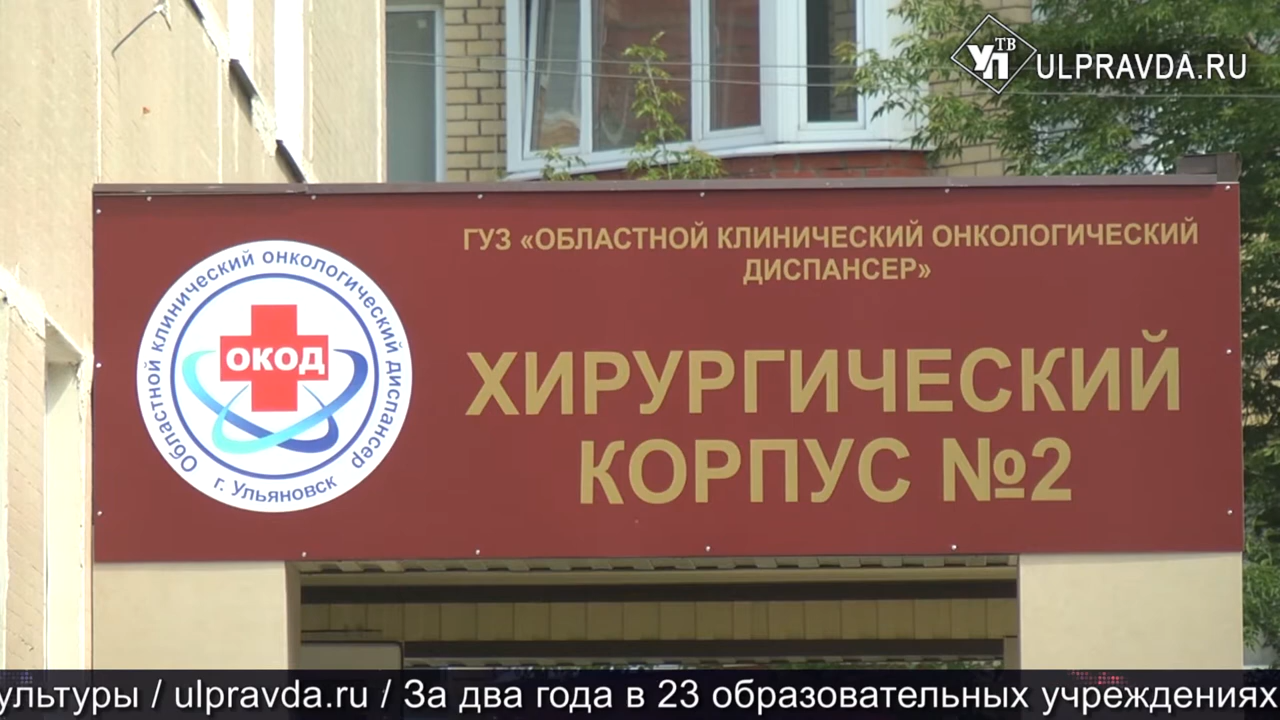 УП ТВ
ULPRAVDA.RU
ГУЗ «ОБЛАСТНОЙ КЛИНИЧЕСКИЙ ОНКОЛОГИЧЕСКИЙ
ДИСПАНСЕР»
ХИРУРГИЧЕСКИЙ
КОРПУС №2
Областной клинический онкологический диспансер
ОКОД
г. Ульяновск
ультуры / ulpravda.ru / За два года в 23 образовательных учреждениях